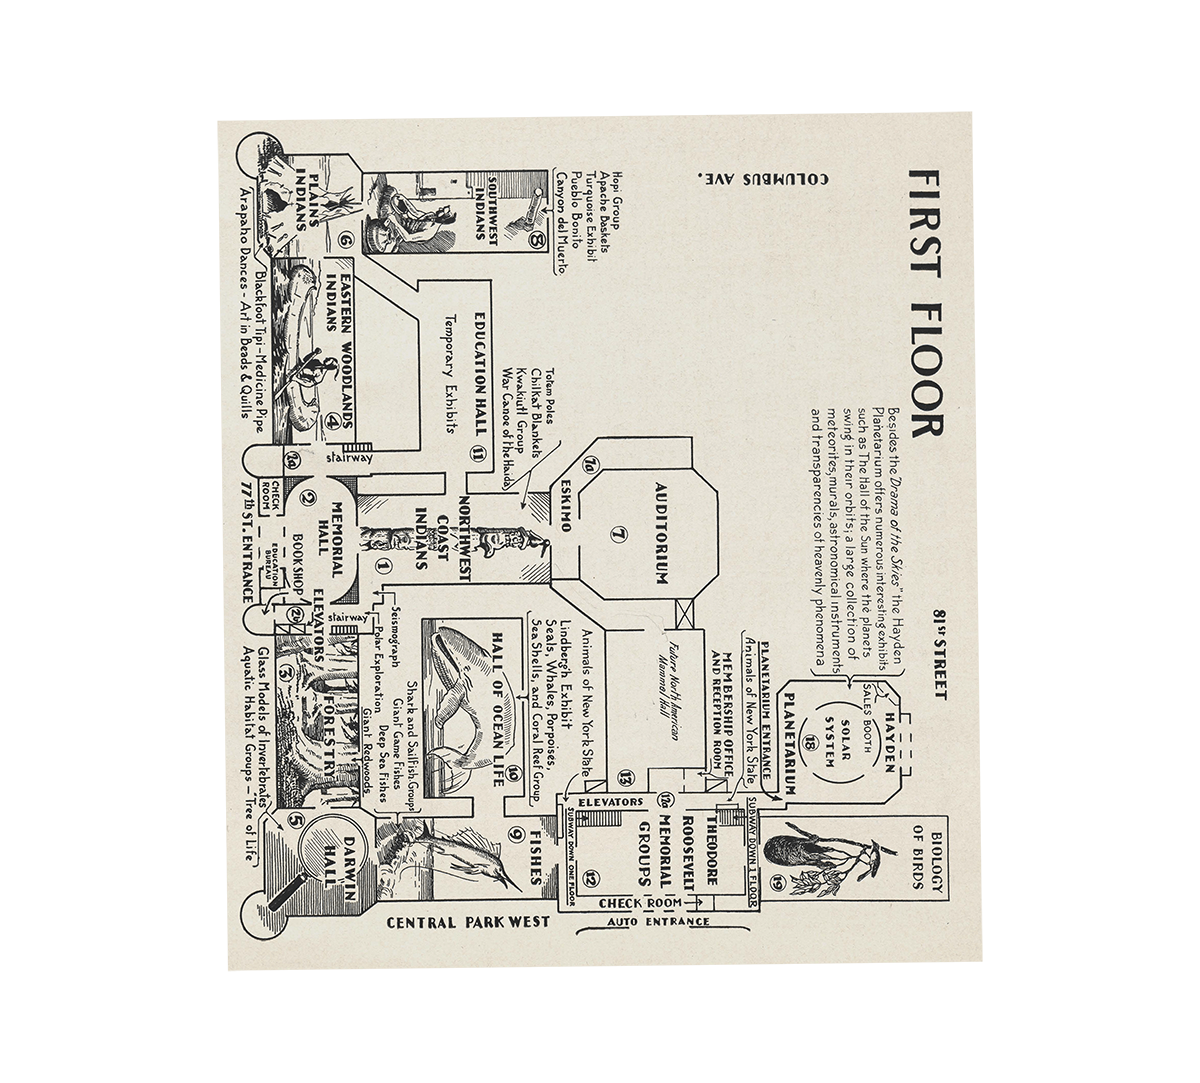 FIRST FLOOR
COLUMBUS AVE.
81ST STREET
Besides the "Drama of the Skies" the Hayden
Planetarium offers numerous interesting exhibits
such as The Hall of the Sun where the planets
swing in their orbits; a large collection of
meteorites, murals, astronomical instruments
and transparencies of heavenly phenomena
HAYDEN
SALES BOOTH
SOLAR
SYSTEM
18
PLANETARIUM
BIOLOGY
OF BIRDS
19
PLANETARIUM ENTRANCE
Animals of New York State
MEMBERSHIP OFFICE
AND RECEPTION ROOM
SUBWAY DOWN 1 FLOOR
THEODORE
ROOSEVELT
MEMORIAL
GROUPS
12a
12
ELEVATORS
SUBWAY DOWN ONE FLOOR
CHECK ROOM
AUTO ENTRANCE
Future North American
Mammal Hall
13
AUDITORIUM
7
7a
ESKIMO
Hopi Group
Apache Baskets
Turquoise Exhibit
Pueblo Bonito
Canyon del Muerto
8
SOUTHWEST
INDIANS
Totem Poles
Chilkat Blankets
Kwakiutl Group
War Canoe of the Haida
EDUCATION HALL
Temporary Exhibits
11
NORTHWEST
COAST
INDIANS
1
Animals of New York State
Lindbergh Exhibit
Seals, Whales, Porpoises,
Sea Shells, and Coral Reef Group
HALL OF OCEAN LIFE
10
FISHES
9
CENTRAL PARK WEST
Shark and Sailfish Groups
Giant Game Fishes
Deep Sea Fishes
Giant Redwoods
Seismograph
Polar Exploration
PLAINS
INDIANS
6
EASTERN WOODLANDS
INDIANS
4
stairway
2a
MEMORIAL
HALL
2
CHECK
ROOM
BOOKSHOP
EDUCATION
BUREAU
ELEVATORS
2b
stairway
FORESTRY
3
DARWIN
HALL
5
Blackfoot Tipi - Medicine Pipe
Arapaho Dances - Art in Beads & Quills
77th ST. ENTRANCE
Glass Models of Invertebrates
Aquatic Habitat Groups - "Tree of Life"